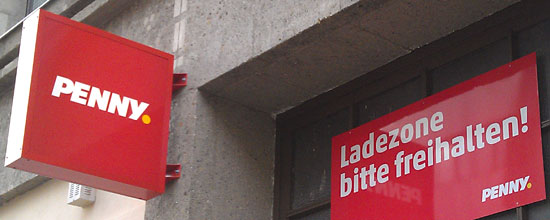 PENNY.
Ladezone
bitte freihalten!
PENNY.